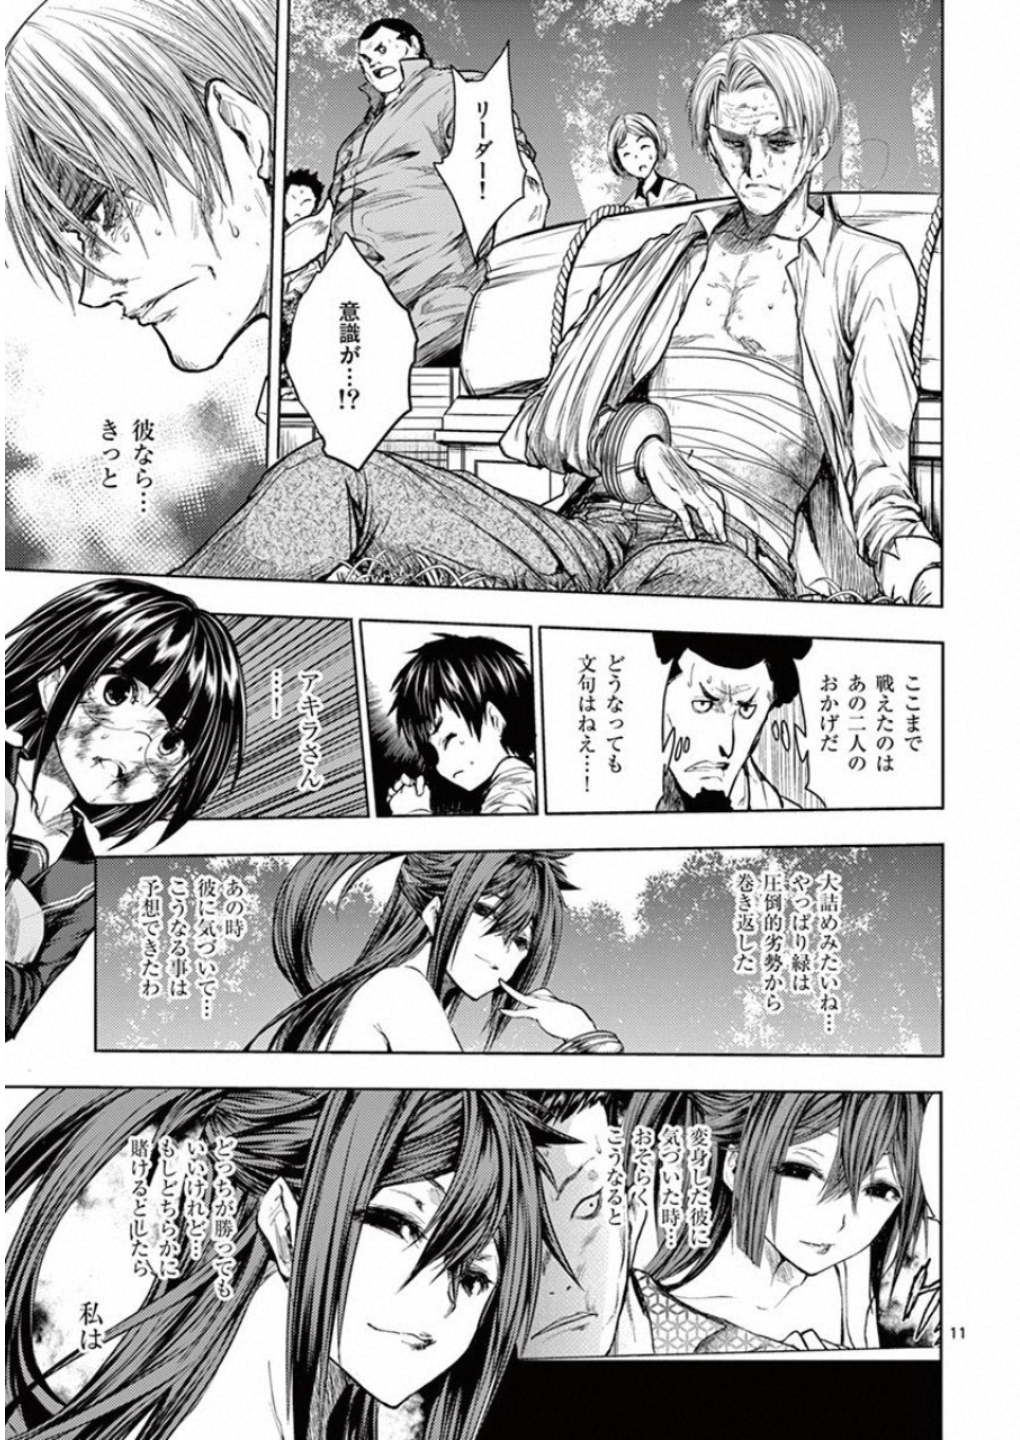 リーダー！
意識が…!?
彼なら…
きっと
ここまで
戦えたのは
あの二人の
おかげだ
どうなっても
文句はねえ…！
アキラさん
…！
大詰めみたいね…
やっぱり緑は
圧倒的劣勢から
巻き返した
あの時
彼に気づいて…
こうなる事は
予想できたわ
変身した彼に
気づいた時…
おそらく
こうなると
どっちが勝っても
いいけれど…
もしどちらかに
賭けるとしたら
私は
11